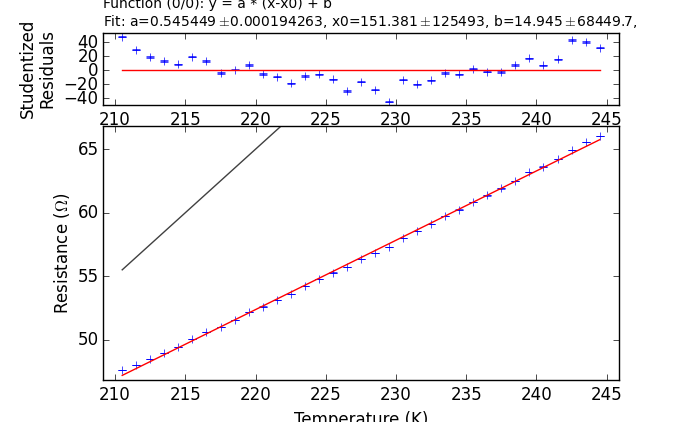 Function (0/0): y = a * (x-x0) + b
Fit: a=0.545449 ±0.000194263, x0=151.381±125493, b=14.945±68449.7,
Studentized
Residuals
40
20
0
−20
−40
210 215 220 225 230 235 240 245
Resistance (Ω)
65
60
55
50
210 215 220 225 230 235 240 245
Temperature (K)